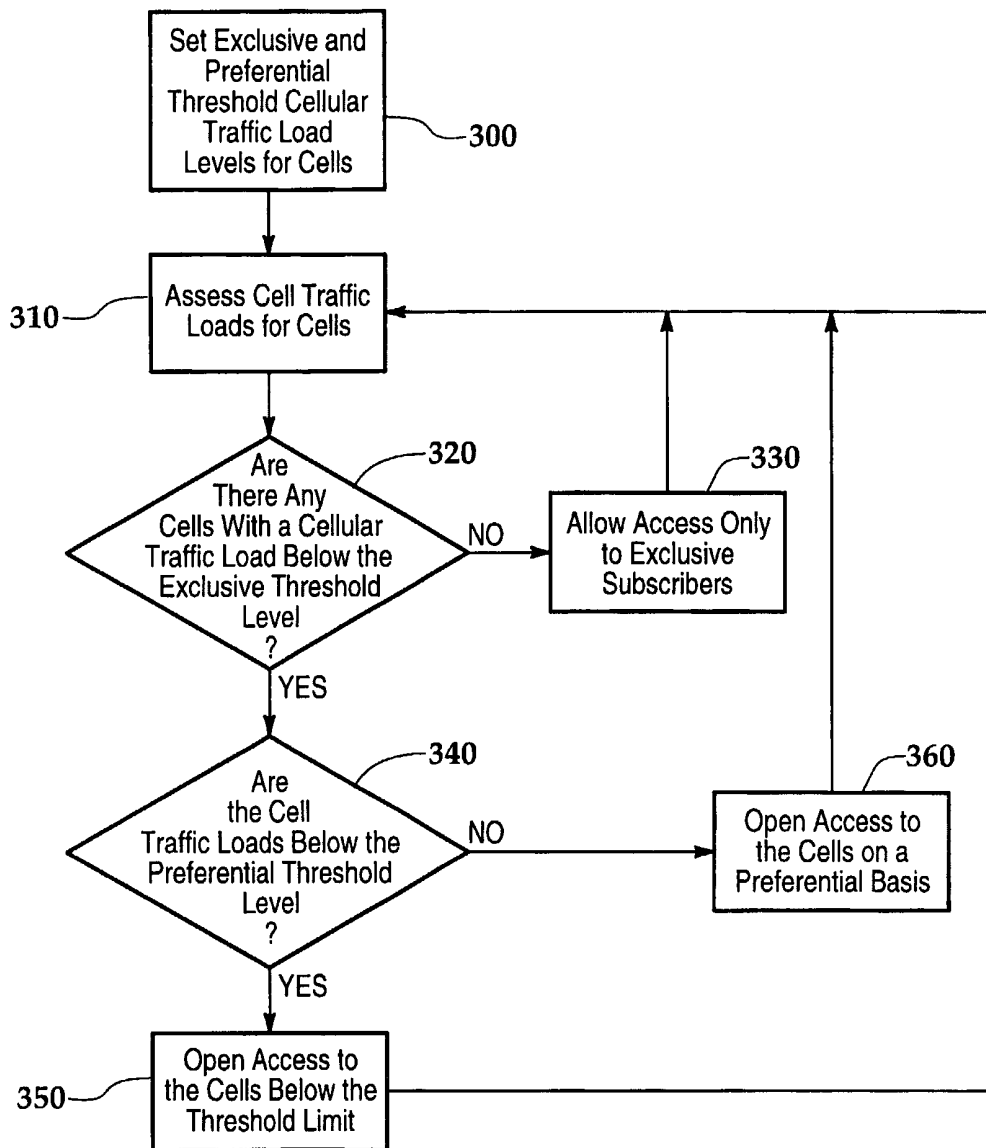 Set Exclusive and
Preferential
Threshold Cellular
Traffic Load
Levels for Cells
300
Assess Cell Traffic
Loads for Cells
310
Are
There Any
Cells With a Cellular
Traffic Load Below the
Exclusive Threshold
Level
?
320
NO
YES
Allow Access Only
to Exclusive
Subscribers
330
Are
the Cell
Traffic Loads Below the
Preferential Threshold
Level
?
340
NO
YES
Open Access to
the Cells on a
Preferential Basis
360
Open Access to
the Cells Below the
Threshold Limit
350